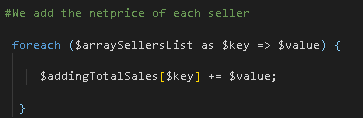 #We add the netprice of each seller
foreach ($arraySellersList as $key => $value) {
$addingTotalSales[$key] += $value;
}